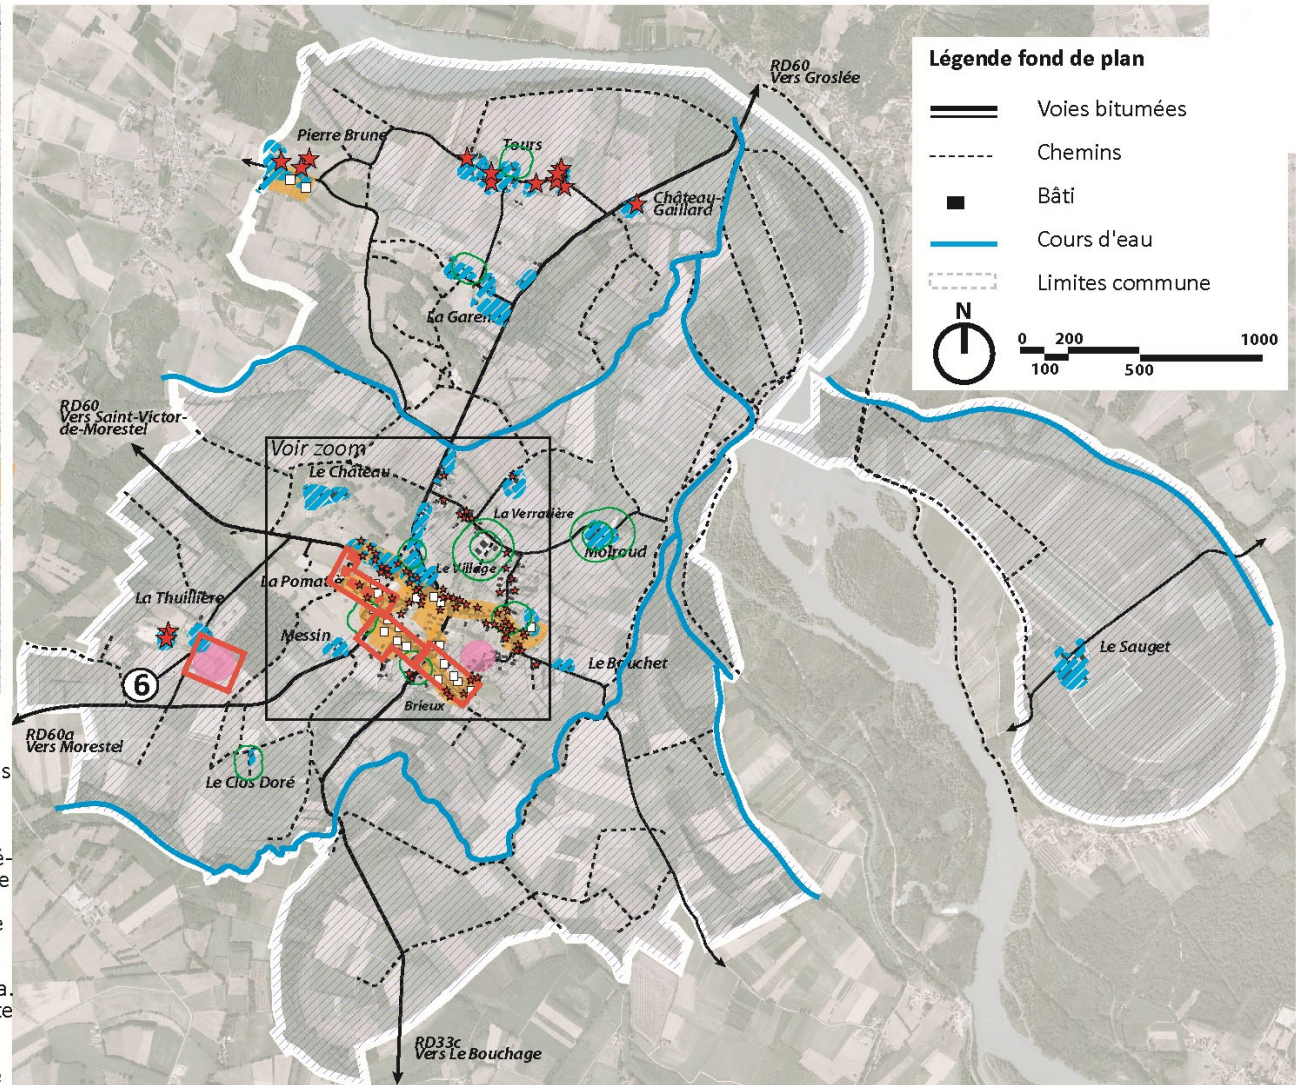 Légende fond de plan
Voies bitumées
Chemins
Bâti
Cours d'eau
Limites commune
N
0 200 1000
100 500
RD60
Vers Groslée
Pierre Brune
Tours
Château-
Gaillard
La Garen
RD60
Vers Saint-Victor-
de-Morestel
Voir zoom
Le Château
La Verratière
Molroud
Le Village
La Pomat
La Thuillière
Messin
Le Bouchet
Le Sauget
6
Brieux
RD60a
Vers Morestel
Le Clos Doré
s
é-
e
e
a.
te
RD33c
Vers Le Bouchage